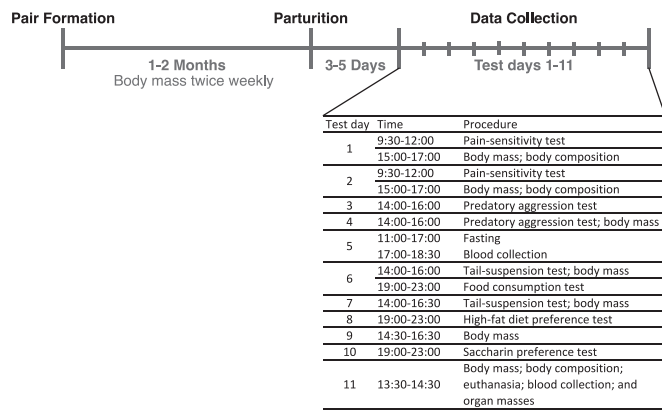 Pair Formation Parturition Data Collection
1-2 Months 3-5 Days Test days 1-11
Body mass twice weekly
Test day Time Procedure
1 9:30-12:00 Pain-sensitivity test
15:00-17:00 Body mass; body composition
2 9:30-12:00 Pain-sensitivity test
15:00-17:00 Body mass; body composition
3 14:00-16:00 Predatory aggression test
4 14:00-16:00 Predatory aggression test; body mass
5 11:00-17:00 Fasting
17:00-18:30 Blood collection
6 14:00-16:00 Tail-suspension test; body mass
19:00-23:00 Food consumption test
7 14:00-16:30 Tail-suspension test; body mass
8 19:00-23:00 High-fat diet preference test
9 14:30-16:30 Body mass
10 19:00-23:00 Saccharin preference test
11 13:30-14:30 Body mass; body composition;
euthanasia; blood collection; and
organ masses